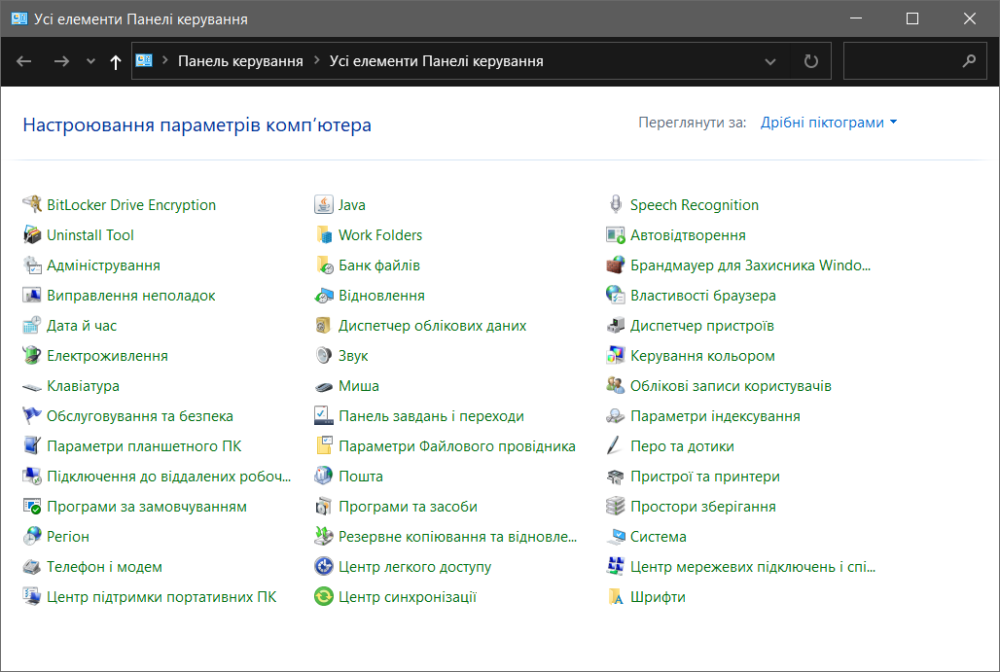 Усі елементи Панелі керування
Панель керування Усі елементи Панелі керування
Настроювання параметрів комп’ютера
Переглянути за: Дрібні піктограми
BitLocker Drive Encryption Java Speech Recognition
Uninstall Tool Work Folders Автовідтворення
Адміністрування Банк файлів Брандмауер для Захисника Windo...
Виправлення неполадок Відновлення Властивості браузера
Дата й час Диспетчер облікових даних Диспетчер пристроїв
Електроживлення Звук Керування кольором
Клавіатура Миша Облікові записи користувачів
Обслуговування та безпека Панель завдань і переходи Параметри індексування
Параметри планшетного ПК Параметри Файлового провідника Перо та дотики
Підключення до віддалених робоч... Пошта Пристрої та принтери
Програми за замовчуванням Програми та засоби Простори зберігання
Регіон Резервне копіювання та відновле... Система
Телефон і модем Центр легкого доступу Центр мережевих підключень і спі...
Центр підтримки портативних ПК Центр синхронізації Шрифти